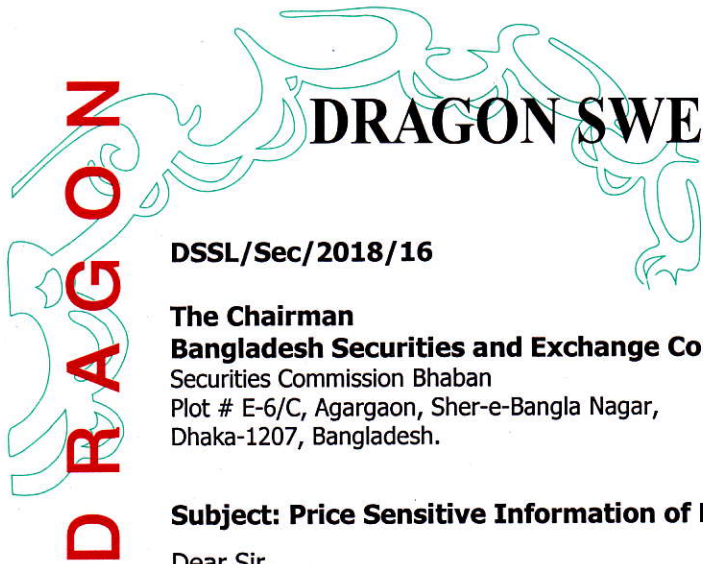 DRAGON
DRAGON SWE
DSSL/Sec/2018/16
The Chairman
Bangladesh Securities and Exchange Co
Securities Commission Bhaban
Plot # E-6/C, Agargaon, Sher-e-Bangla Nagar,
Dhaka-1207, Bangladesh.
Subject: Price Sensitive Information of
Dear Sir